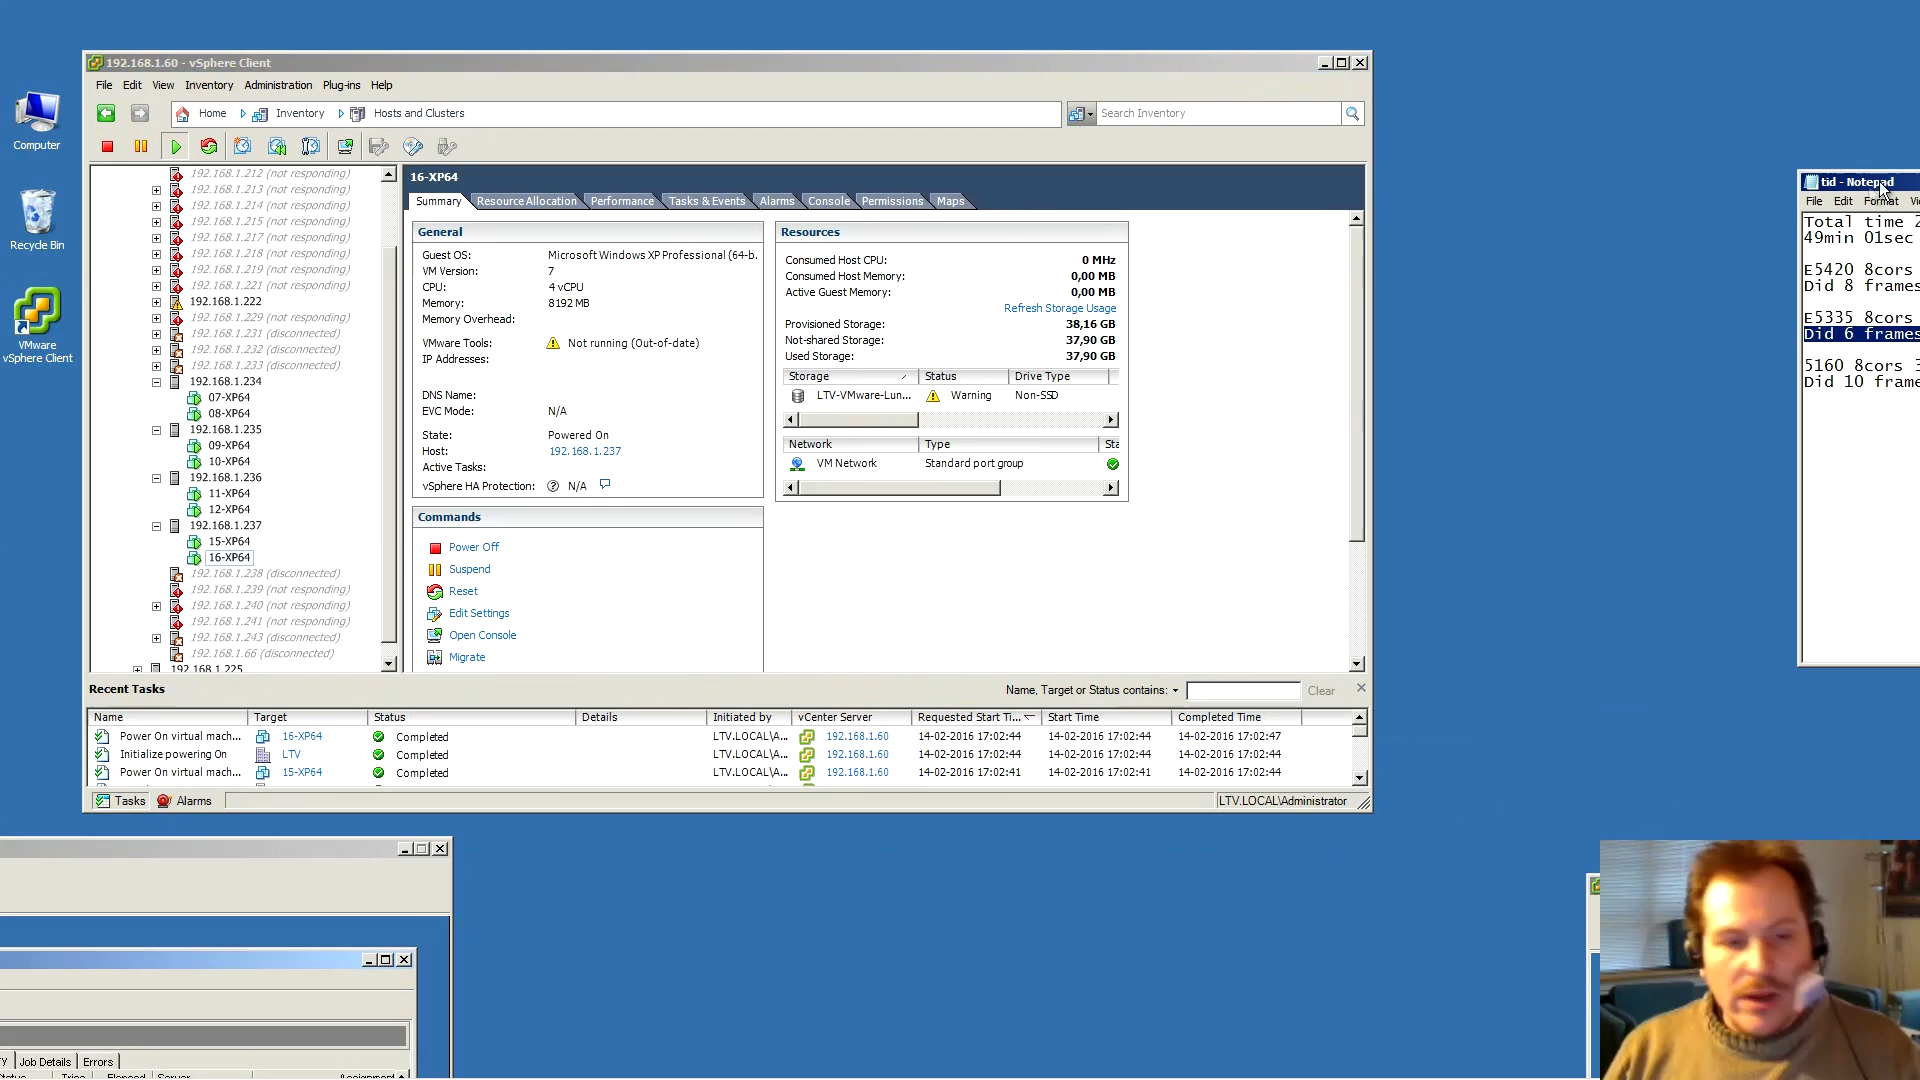 192.168.1.60 - vSphere Client
File Edit View Inventory Administration Plug-ins Help
Home Inventory Hosts and Clusters
Search Inventory
Computer
Recycle Bin
VMware
vSphere Client
192.168.1.212 (not responding)
192.168.1.213 (not responding)
192.168.1.214 (not responding)
192.168.1.215 (not responding)
192.168.1.217 (not responding)
192.168.1.218 (not responding)
192.168.1.219 (not responding)
192.168.1.221 (not responding)
192.168.1.222
192.168.1.229 (not responding)
192.168.1.231 (disconnected)
192.168.1.232 (disconnected)
192.168.1.233 (disconnected)
192.168.1.234
07-XP64
08-XP64
192.168.1.235
09-XP64
10-XP64
192.168.1.236
11-XP64
12-XP64
192.168.1.237
15-XP64
16-XP64
192.168.1.238 (disconnected)
192.168.1.239 (not responding)
192.168.1.240 (not responding)
192.168.1.241 (not responding)
192.168.1.243 (disconnected)
192.168.1.66 (disconnected)
192.168.1.225
16-XP64
Summary Resource Allocation Performance Tasks & Events Alarms Console Permissions Maps
General
Guest OS: Microsoft Windows XP Professional (64-b.
VM Version: 7
CPU: 4 vCPU
Memory: 8192 MB
Memory Overhead:
VMware Tools: Not running (Out-of-date)
IP Addresses:
DNS Name:
EVC Mode: N/A
State: Powered On
Host: 192.168.1.237
Active Tasks:
vSphere HA Protection: N/A
Commands
Power Off
Suspend
Reset
Edit Settings
Open Console
Migrate
Resources
Consumed Host CPU: 0 MHz
Consumed Host Memory: 0,00 MB
Active Guest Memory: 0,00 MB
Refresh Storage Usage
Provisioned Storage: 38,16 GB
Not-shared Storage: 37,90 GB
Used Storage: 37,90 GB
Storage Status Drive Type
LTV-VMware-Lun... Warning Non-SSD
Network Type Sta
VM Network Standard port group
Recent Tasks
Name, Target or Status contains: Clear
Name Target Status Details Initiated by vCenter Server Requested Start Ti... Start Time Completed Time
Power On virtual mach... 16-XP64 Completed LTV.LOCAL\A... 192.168.1.60 14-02-2016 17:02:44 14-02-2016 17:02:44 14-02-2016 17:02:47
Initialize powering On LTV Completed LTV.LOCAL\A... 192.168.1.60 14-02-2016 17:02:44 14-02-2016 17:02:44 14-02-2016 17:02:44
Power On virtual mach... 15-XP64 Completed LTV.LOCAL\A... 192.168.1.60 14-02-2016 17:02:41 14-02-2016 17:02:41 14-02-2016 17:02:44
Tasks Alarms LTV.LOCAL\Administrator
tid - Notepad
File Edit Format Vi
Total time
49min 01sec
E5420 8cors
Did 8 frames
E5335 8cors
Did 6 frames
5160 8cors 3
Did 10 frame
y Job Details Errors
Status Tries Elapsed Server Assignment